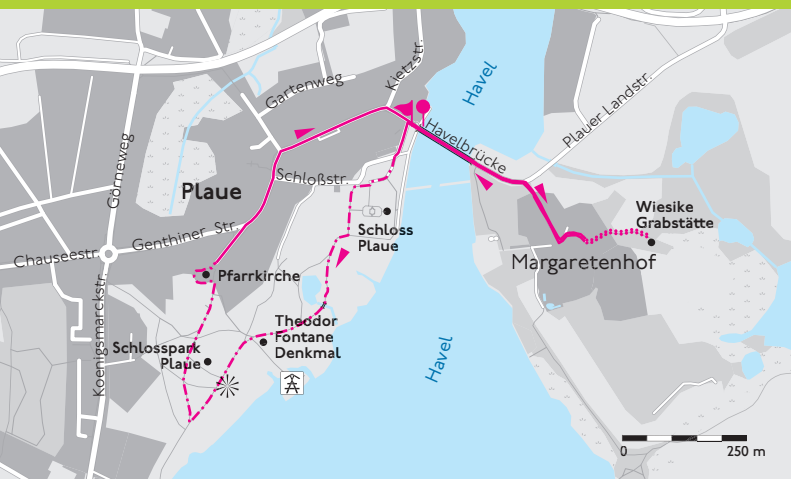 Kietzstr.
Havel
Gartenweg
Plauer Landstr.
Havelbrücke
Görneweg
Schloßstr.
Plaue
Wiesike
Grabstätte
Schloss
Plaue
Genthiner Str.
Chauseestr.
Margaretenhof
Pfarrkirche
Koenigsmarckstr.
Theodor
Fontane
Denkmal
Schlosspark
Plaue
Havel
0
250 m